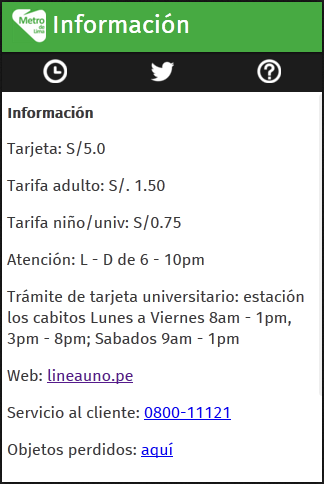 Metro
de
Lima
Información
Información
Tarjeta: S/5.0
Tarifa adulto: S/. 1.50
Tarifa niño/univ: S/0.75
Atención: L - D de 6 - 10pm
Trámite de tarjeta universitario: estación
los cabitos Lunes a Viernes 8am - 1pm,
3pm - 8pm; Sabados 9am - 1pm
Web: lineauno.pe
Servicio al cliente: 0800-11121
Objetos perdidos: aquí